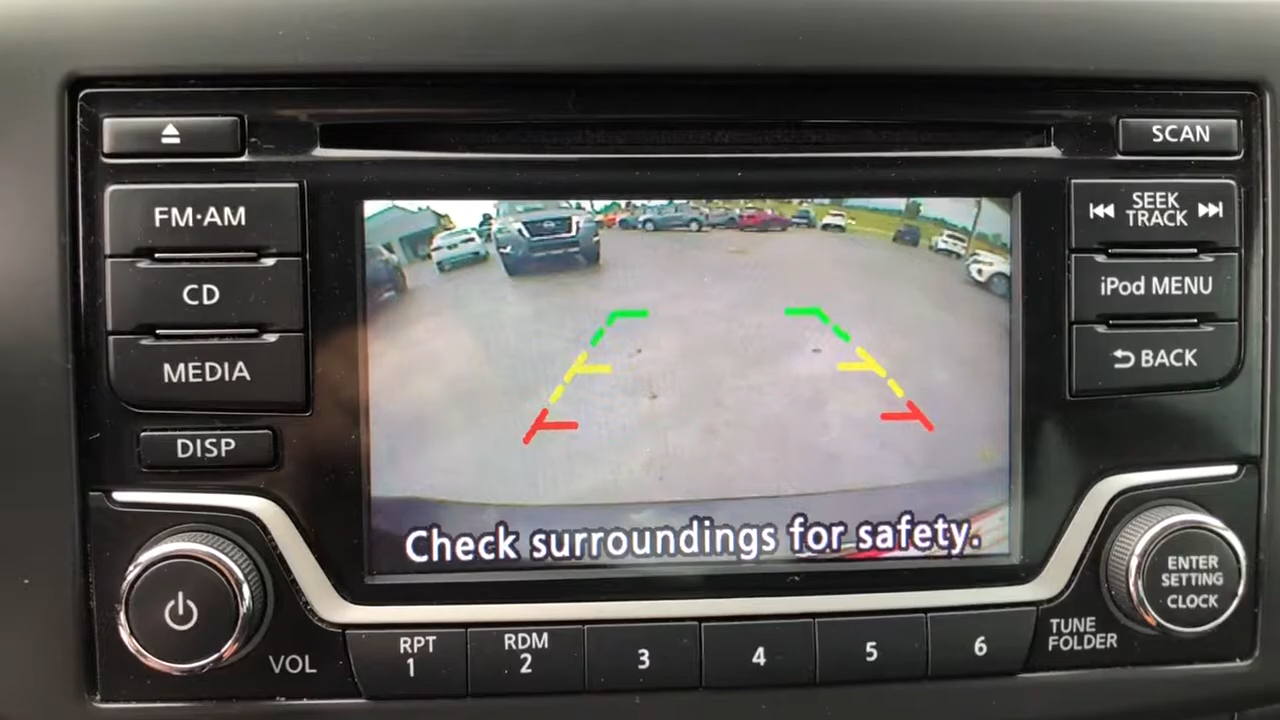 SCAN
FM·AM
CD
MEDIA
DISP
SEEK
TRACK
iPod MENU
BACK
Check surroundings for safety.
VOL
RPT
1
RDM
2
3
4
5
6
TUNE
FOLDER
ENTER
SETTING
CLOCK